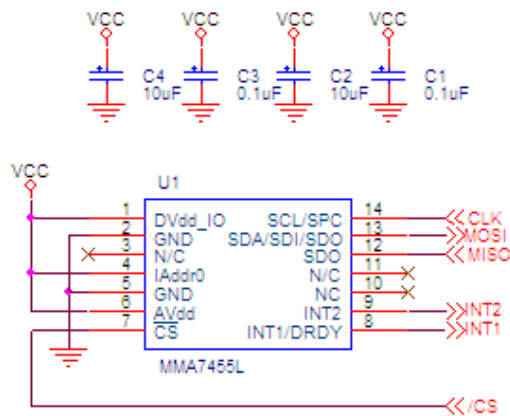 VCC VCC VCC VCC
C4 C3 C2 C1
10uF 0.1uF 10uF 0.1uF
VCC
U1
1 DVdd_IO SCL/SPC 14 CLK
2 GND SDA/SDI/SDO 13 MOSI
3 N/C SDO 12 MISO
4 IAddr0 N/C 11
5 GND NC 10
6 AVdd INT2 9 INT2
7 CS INT1/DRDY 8 INT1
MMA7455L
/CS